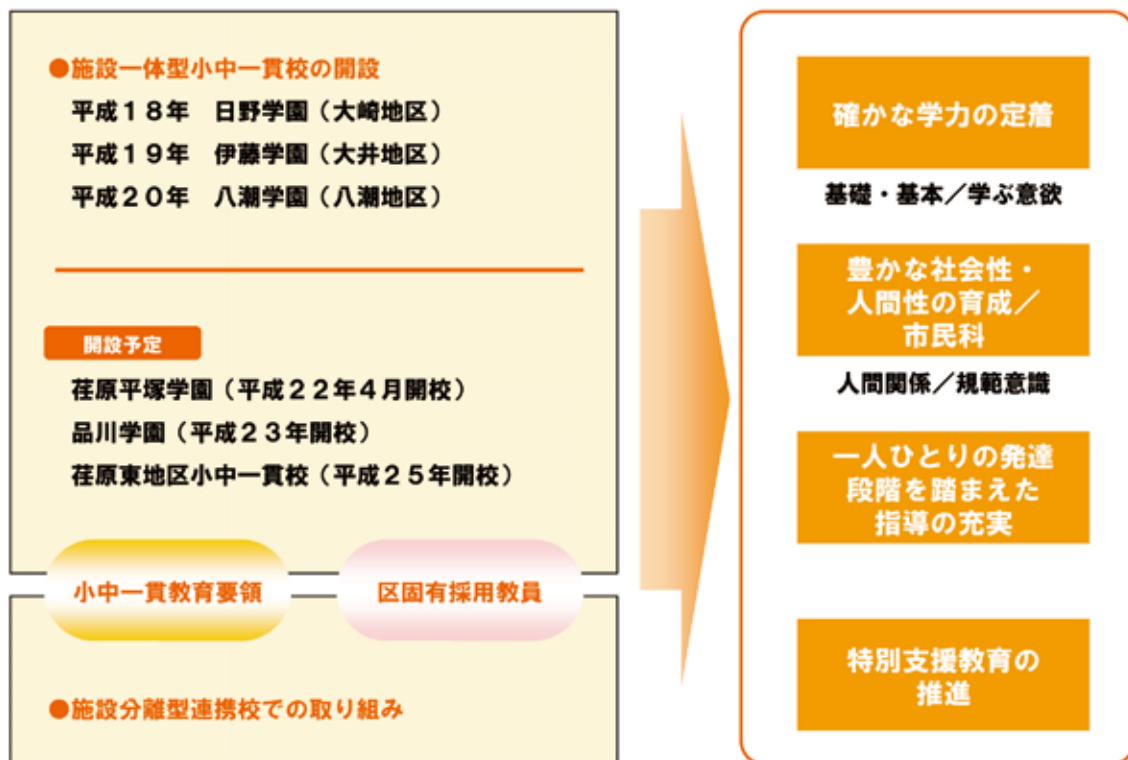 ●施設一体型小中一貫校の開設
平成１８年　日野学園（大崎地区）
平成１９年　伊藤学園（大井地区）
平成２０年　八潮学園（八潮地区）
開設予定
荏原平塚学園（平成２２年４月開校）
品川学園（平成２３年開校）
荏原東地区小中一貫校（平成２５年開校）
小中一貫教育要領
区固有採用教員
●施設分離型連携校での取り組み
確かな学力の定着
基礎・基本／学ぶ意欲
豊かな社会性・
人間性の育成／
市民科
人間関係／規範意識
一人ひとりの発達
段階を踏まえた
指導の充実
特別支援教育の
推進